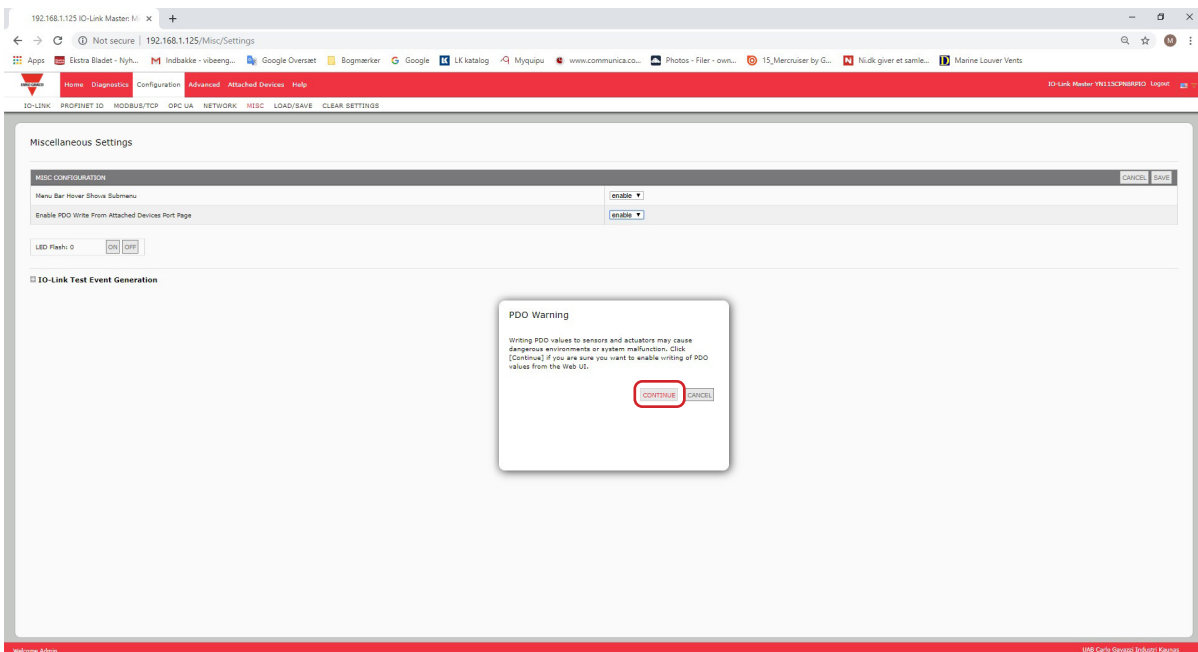 192.168.1.125 IO-Link Master: M
Not secure | 192.168.1.125/Misc/Settings
Apps Ekstra Bladet - Nyh... Indbakke - vibeeng... Google Oversæt Bogmærker Google LK katalog Myquipu www.communica.co... Photos - Filer - own... 15_Mercruiser by G... Ni.dk giver et samle... Marine Louver Vents
Home Diagnostics Configuration Advanced Attached Devices Help
IO-Link Master YN115CPN8RPIO Logout
IO-LINK PROFINET IO MODBUS/TCP OPC UA NETWORK MISC LOAD/SAVE CLEAR SETTINGS
Miscellaneous Settings
MISC CONFIGURATION CANCEL SAVE
Menu Bar Hover Shows Submenu enable
Enable PDO Write From Attached Devices Port Page enable
LED Flash: 0 ON OFF
IO-Link Test Event Generation
PDO Warning
Writing PDO values to sensors and actuators may cause
dangerous environments or system malfunction. Click
[Continue] if you are sure you want to enable writing of PDO
values from the Web UI.
CONTINUE CANCEL
Welcome Admin
UAB Carlo Gavazzi Industri Kaunas